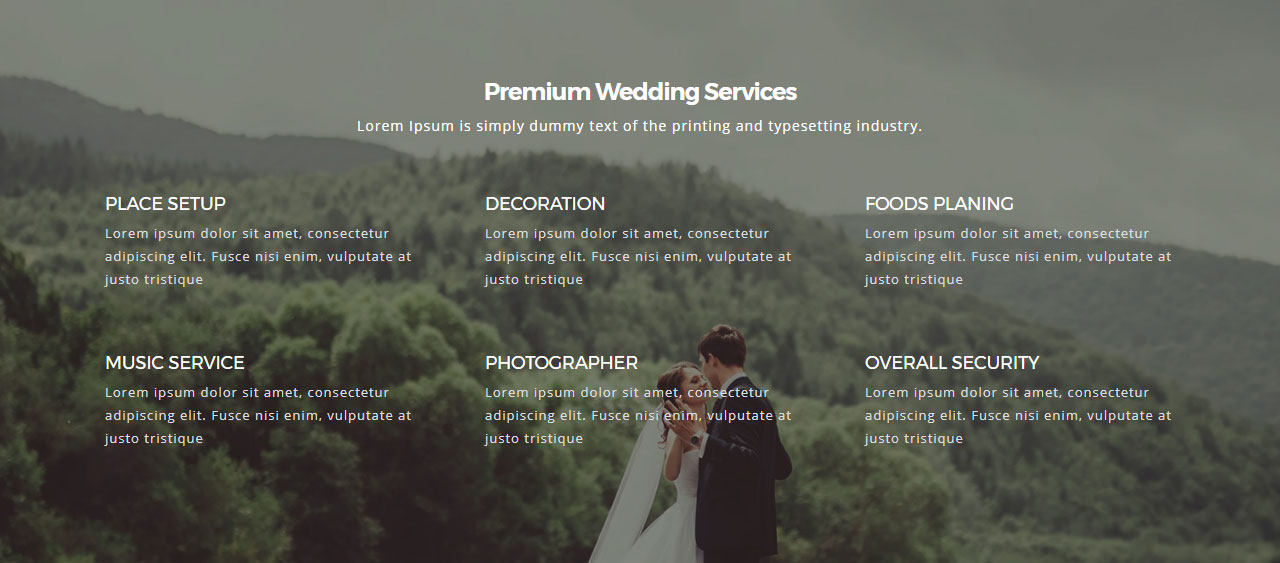 Premium Wedding Services
Lorem Ipsum is simply dummy text of the printing and typesetting industry.
PLACE SETUP
Lorem ipsum dolor sit amet, consectetur
adipiscing elit. Fusce nisi enim, vulputate at
justo tristique
DECORATION
Lorem ipsum dolor sit amet, consectetur
adipiscing elit. Fusce nisi enim, vulputate at
justo tristique
FOODS PLANING
Lorem ipsum dolor sit amet, consectetur
adipiscing elit. Fusce nisi enim, vulputate at
justo tristique
MUSIC SERVICE
Lorem ipsum dolor sit amet, consectetur
adipiscing elit. Fusce nisi enim, vulputate at
justo tristique
PHOTOGRAPHER
Lorem ipsum dolor sit amet, consectetur
adipiscing elit. Fusce nisi enim, vulputate at
justo tristique
OVERALL SECURITY
Lorem ipsum dolor sit amet, consectetur
adipiscing elit. Fusce nisi enim, vulputate at
justo tristique